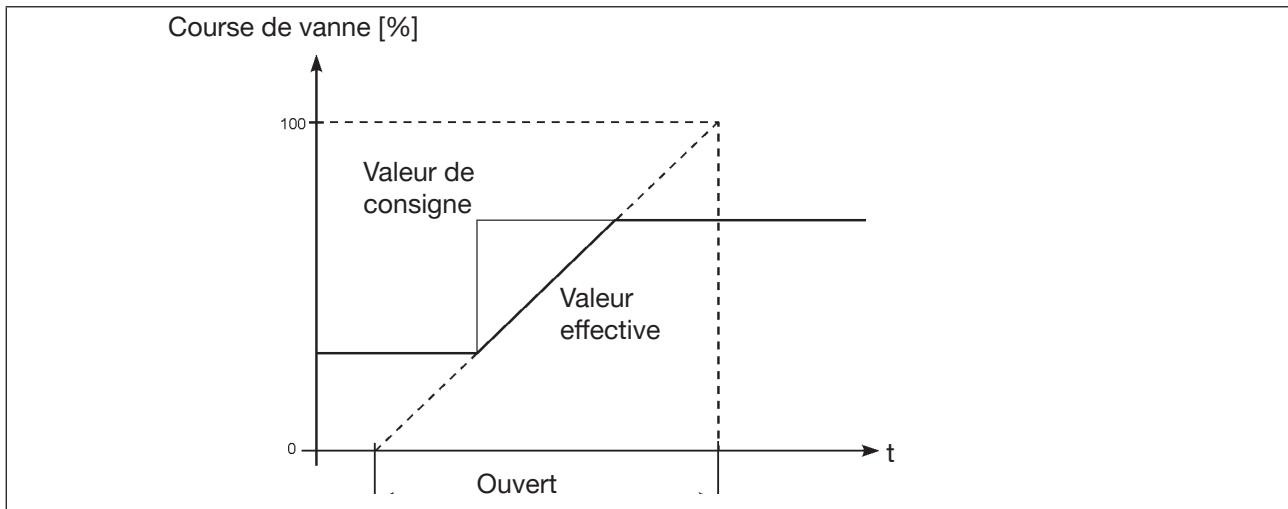 Course de vanne [%]
100
Valeur de
consigne
Valeur
effective
0
t
Ouvert